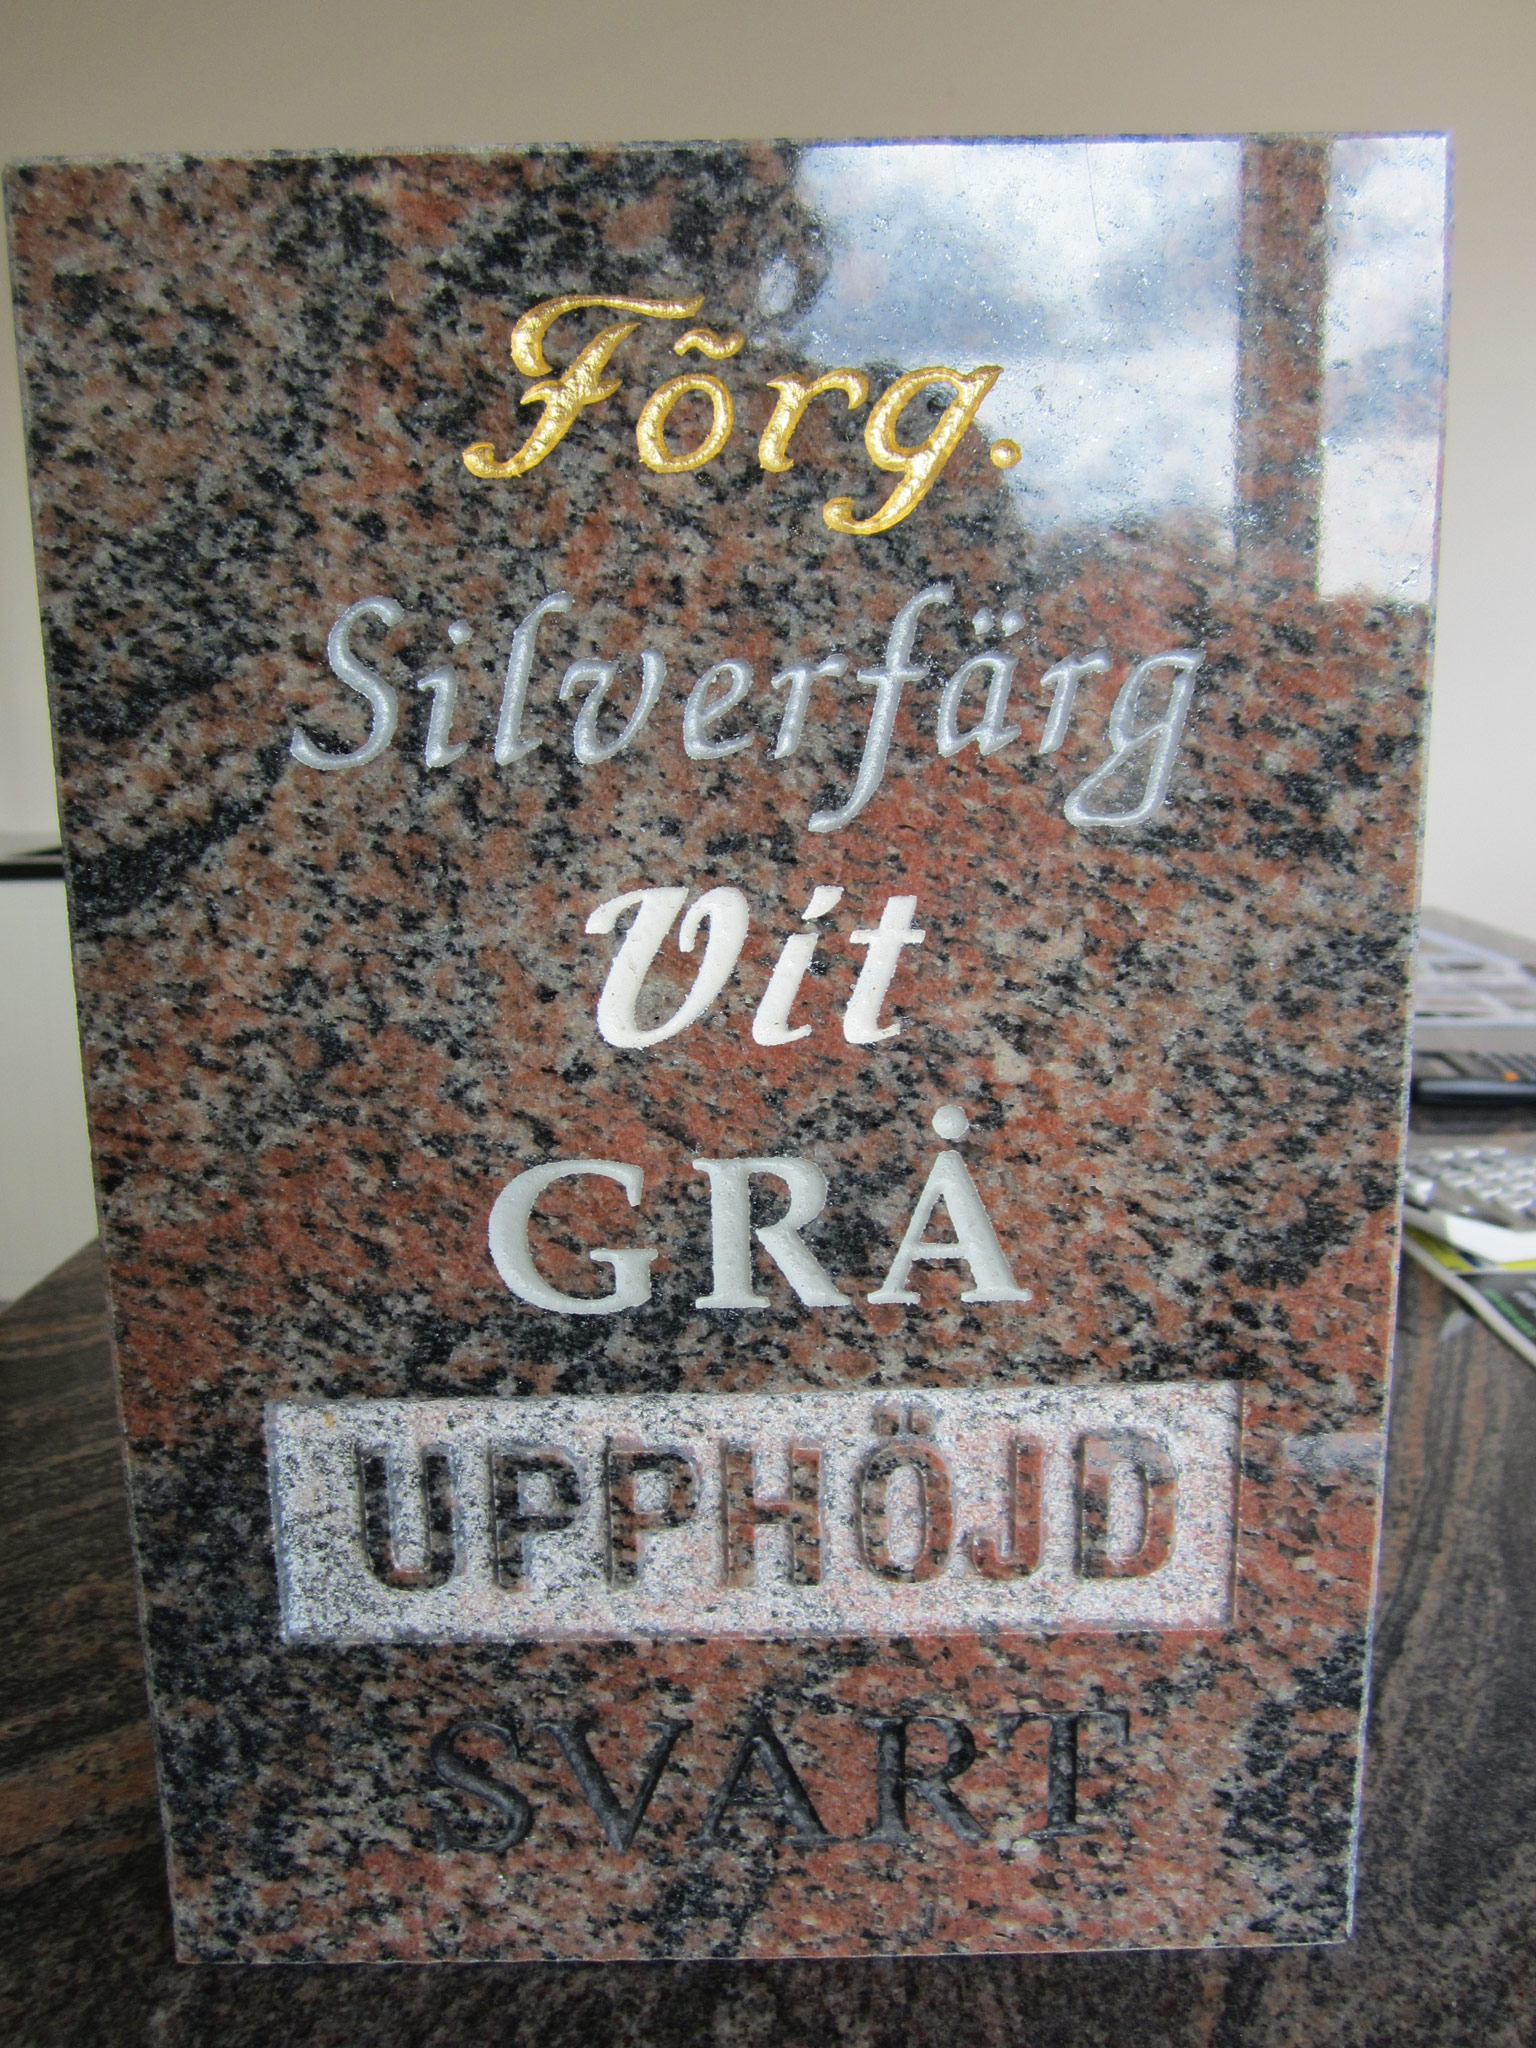 Förg.
Silverfärg
Vit
GRÅ
UPPHÖJD
SVART